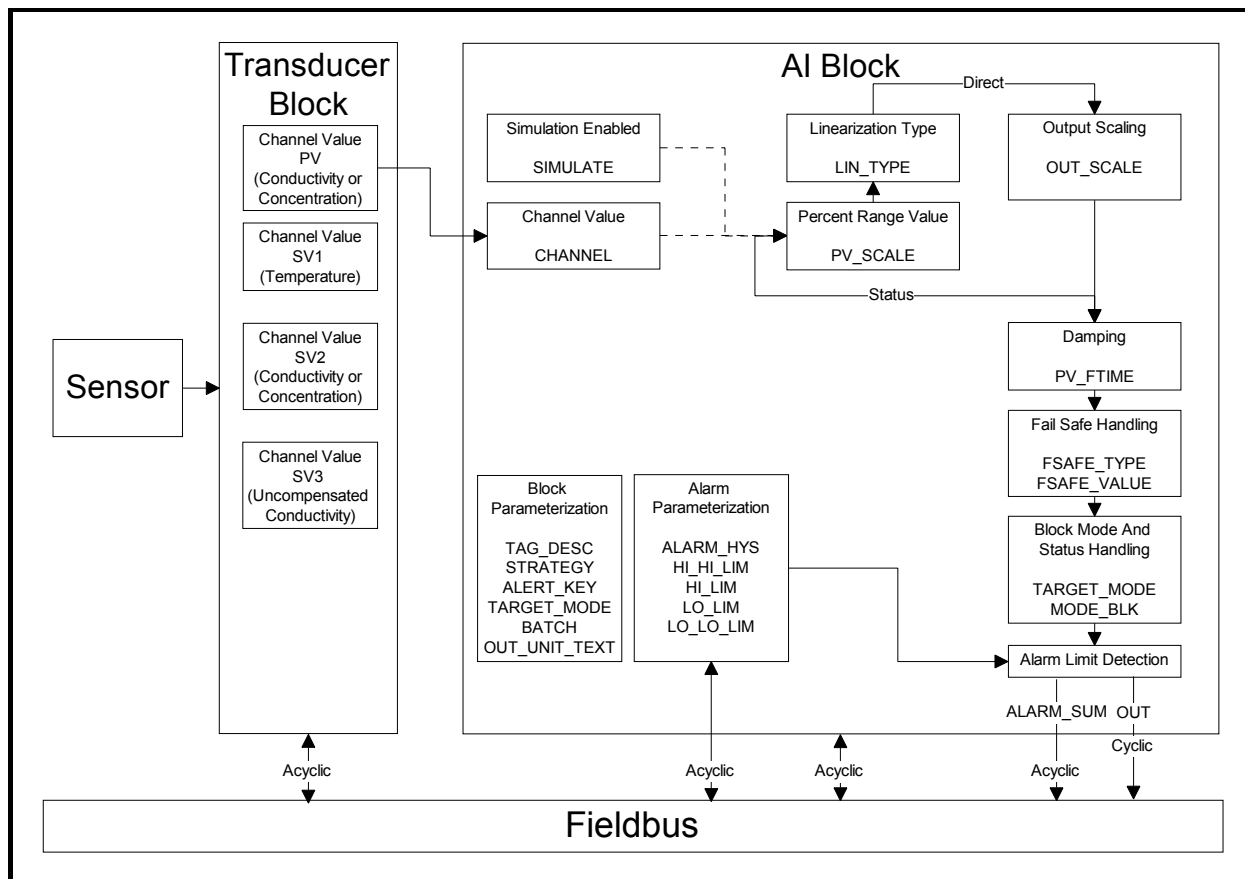 Transducer
Block
Channel Value
PV
(Conductivity or
Concentration)
Channel Value
SV1
(Temperature)
Channel Value
SV2
(Conductivity or
Concentration)
Channel Value
SV3
(Uncompensated
Conductivity)
Sensor
AI Block
Simulation Enabled
SIMULATE
Channel Value
CHANNEL
Linearization Type
LIN_TYPE
Percent Range Value
PV_SCALE
Direct
Output Scaling
OUT_SCALE
Status
Damping
PV_FTIME
Fail Safe Handling
FSAFE_TYPE
FSAFE_VALUE
Block Mode And
Status Handling
TARGET_MODE
MODE_BLK
Alarm Limit Detection
Block
Parameterization
TAG_DESC
STRATEGY
ALERT_KEY
TARGET_MODE
BATCH
OUT_UNIT_TEXT
Alarm
Parameterization
ALARM_HYS
HI_HI_LIM
HI_LIM
LO_LIM
LO_LO_LIM
ALARM_SUM
OUT
Cyclic
Acyclic
Acyclic
Acyclic
Acyclic
Fieldbus